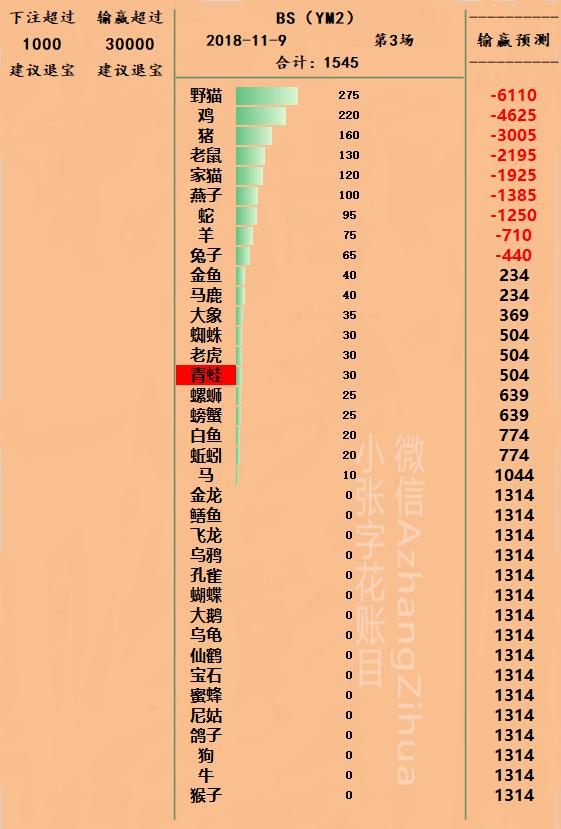 下注超过 输赢超过
1000 30000
建议退宝 建议退宝
BS（YM2）
2018-11-9 第3场
合计：1545
-----------
输赢预测
-----------
野猫 275 -6110
鸡 220 -4625
猪 160 -3005
老鼠 130 -2195
家猫 120 -1925
燕子 100 -1385
蛇 95 -1250
羊 75 -710
兔子 65 -440
金鱼 40 234
马鹿 40 234
大象 35 369
蜘蛛 30 504
老虎 30 504
青蛙 30 504
螺蛳 25 639
螃蟹 25 639
白鱼 20 774
蚯蚓 20 774
马 10 1044
金龙 0 1314
鳝鱼 0 1314
飞龙 0 1314
乌鸦 0 1314
孔雀 0 1314
蝴蝶 0 1314
大鹅 0 1314
乌龟 0 1314
仙鹤 0 1314
宝石 0 1314
蜜蜂 0 1314
尼姑 0 1314
鸽子 0 1314
狗 0 1314
牛 0 1314
猴子 0 1314
微信AzhangZihua
小张字花账目